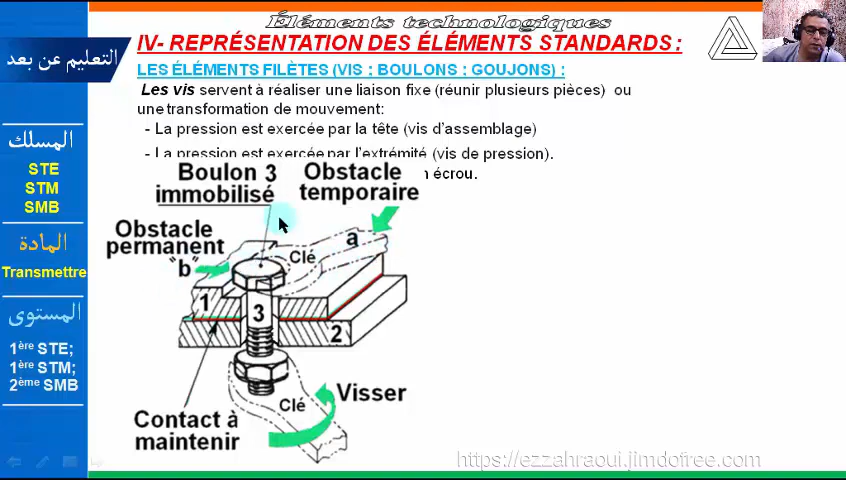 Éléments technologiques
IV- REPRÉSENTATION DES ÉLÉMENTS STANDARDS :
LES ÉLÉMENTS FILÈTES (VIS ; BOULONS ; GOUJONS) :
Les vis servent à réaliser une liaison fixe (réunir plusieurs pièces) ou
une transformation de mouvement:
- La pression est exercée par la tête (vis d'assemblage)
- La pression est exercée par l'extrémité (vis de pression).
n écrou.
Boulon 3
immobilisé
Obstacle
temporaire
Obstacle
permanent
"b"
a
Clé
1
3
2
Visser
Clé
Contact à
maintenir
التعليم عن بعد
المسلك
STE
STM
SMB
المادة
Transmettre
المستوى
1ère STE;
1ère STM;
2ème SMB
https://ezzahraoui.jimdofree.com